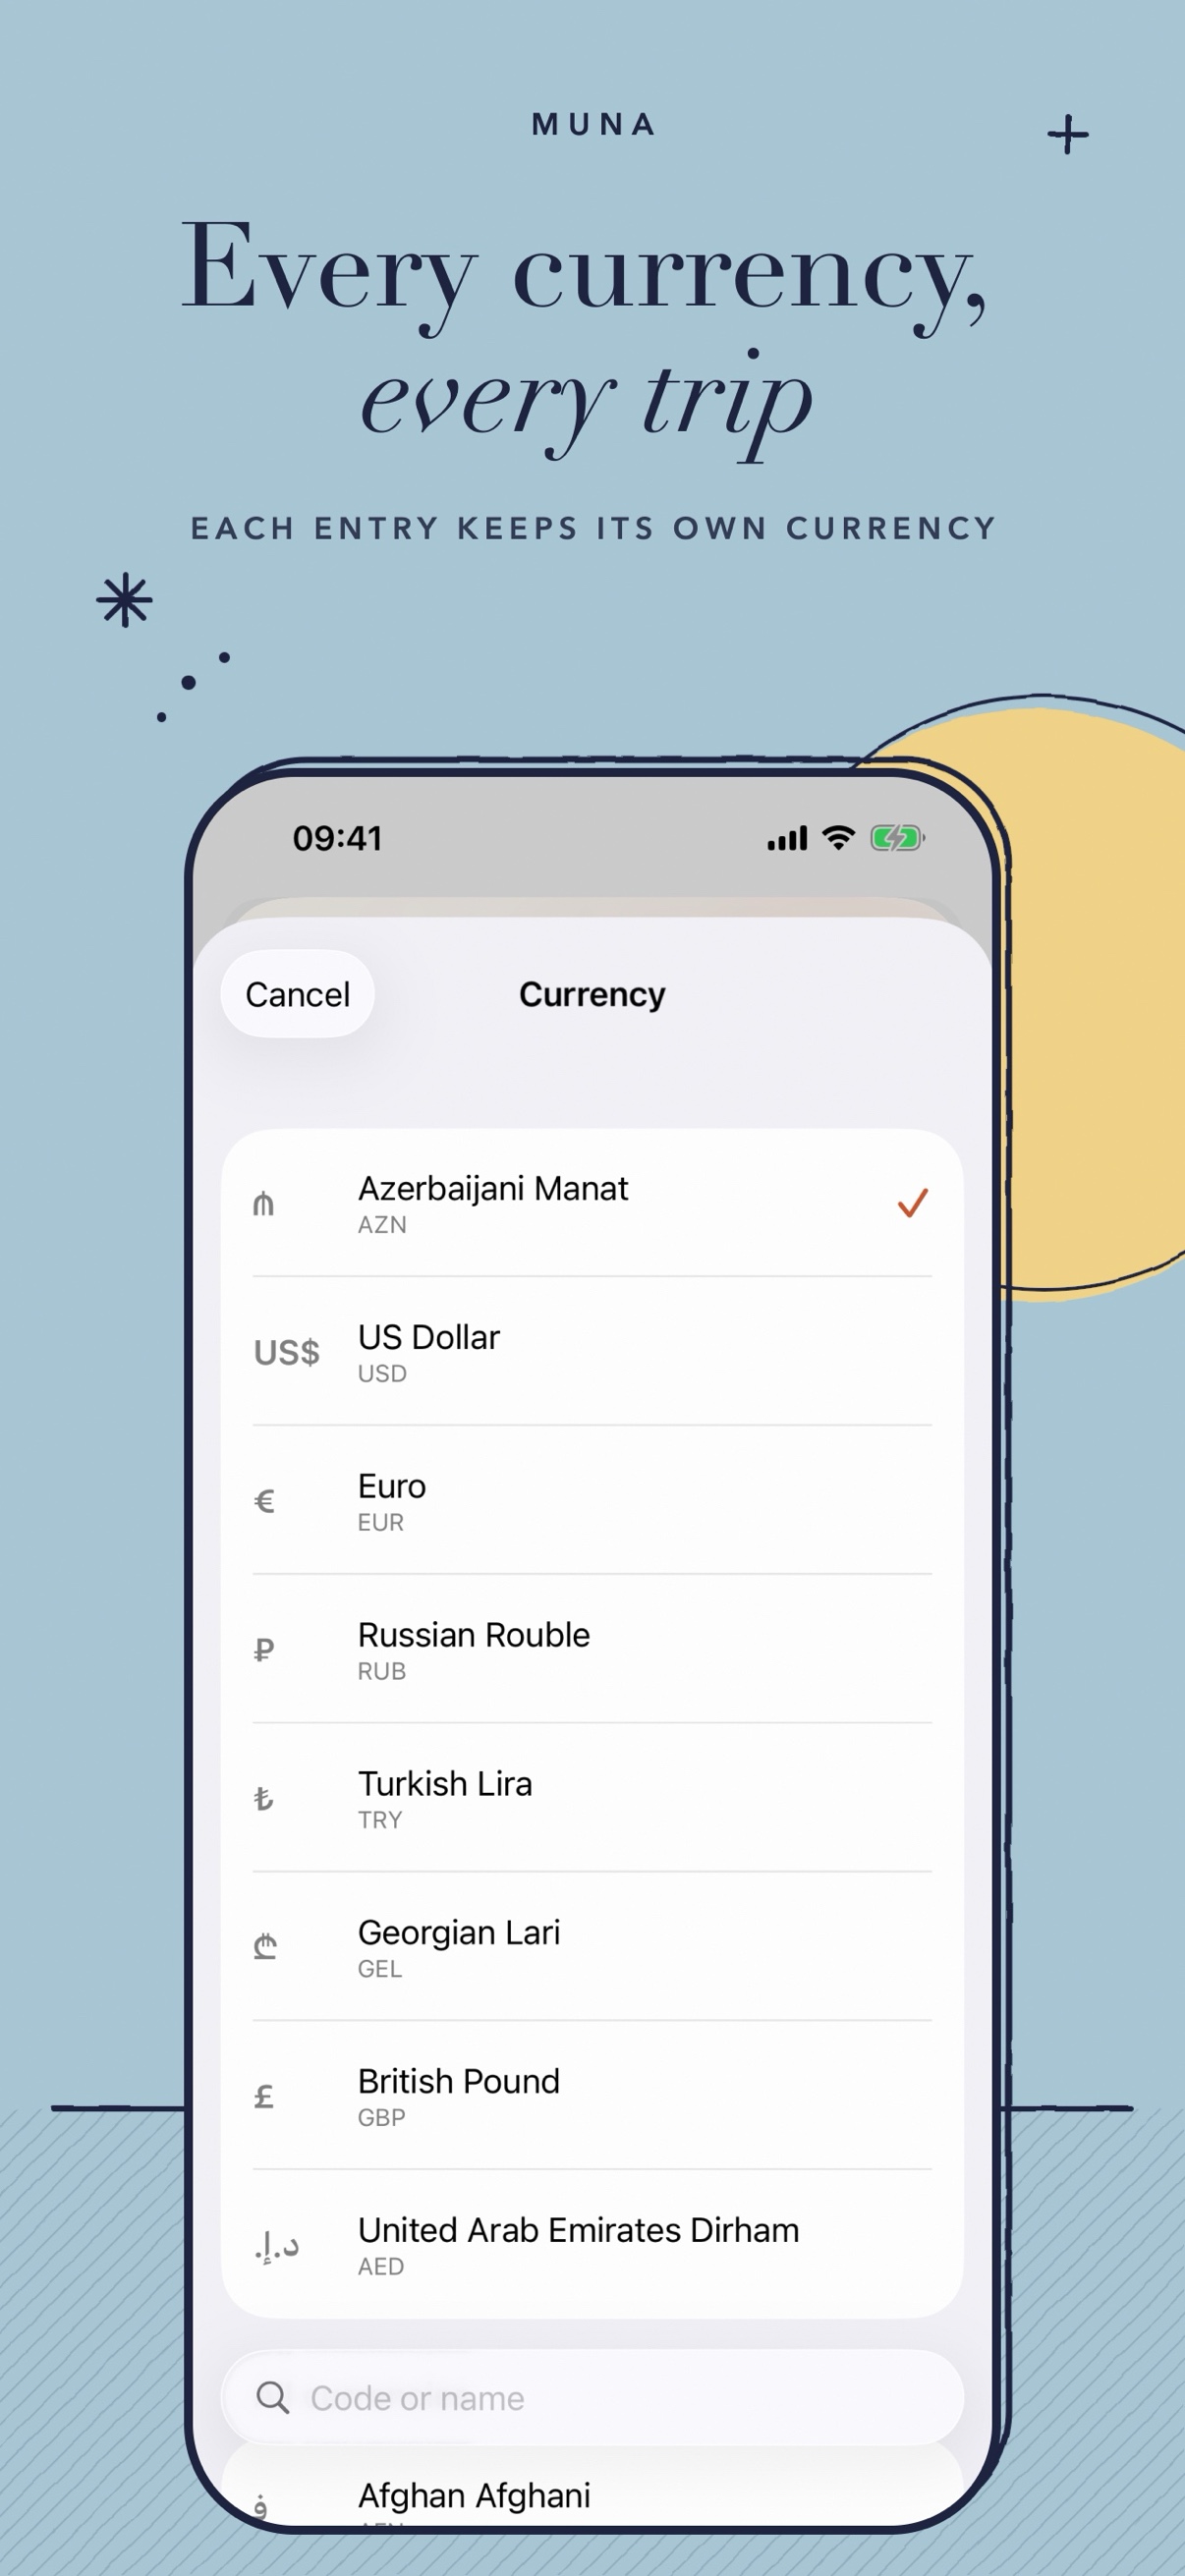 MUNA
Every currency,
every trip
EACH ENTRY KEEPS ITS OWN CURRENCY
09:41
Cancel
Currency
₼
Azerbaijani Manat
AZN
US$
US Dollar
USD
€
Euro
EUR
₽
Russian Rouble
RUB
₺
Turkish Lira
TRY
₾
Georgian Lari
GEL
£
British Pound
GBP
د.إ.
United Arab Emirates Dirham
AED
Code or name
؋
Afghan Afghani